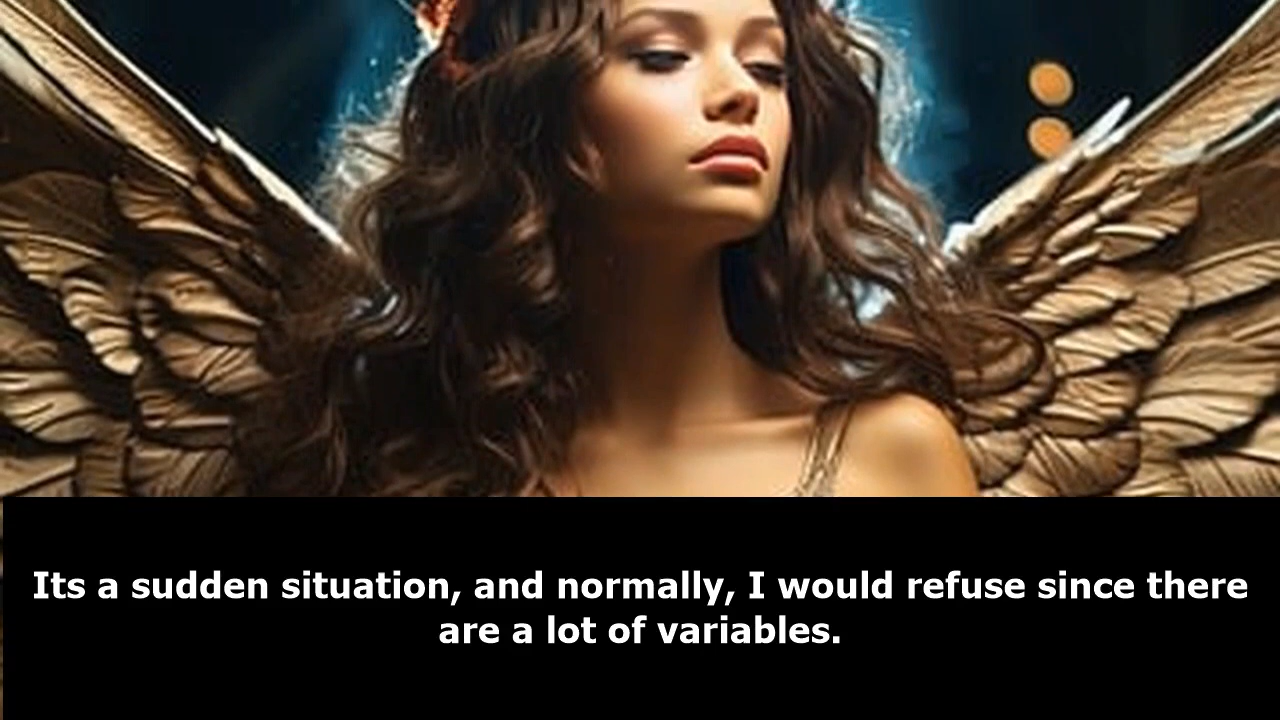 Its a sudden situation, and normally, I would refuse since there
are a lot of variables.